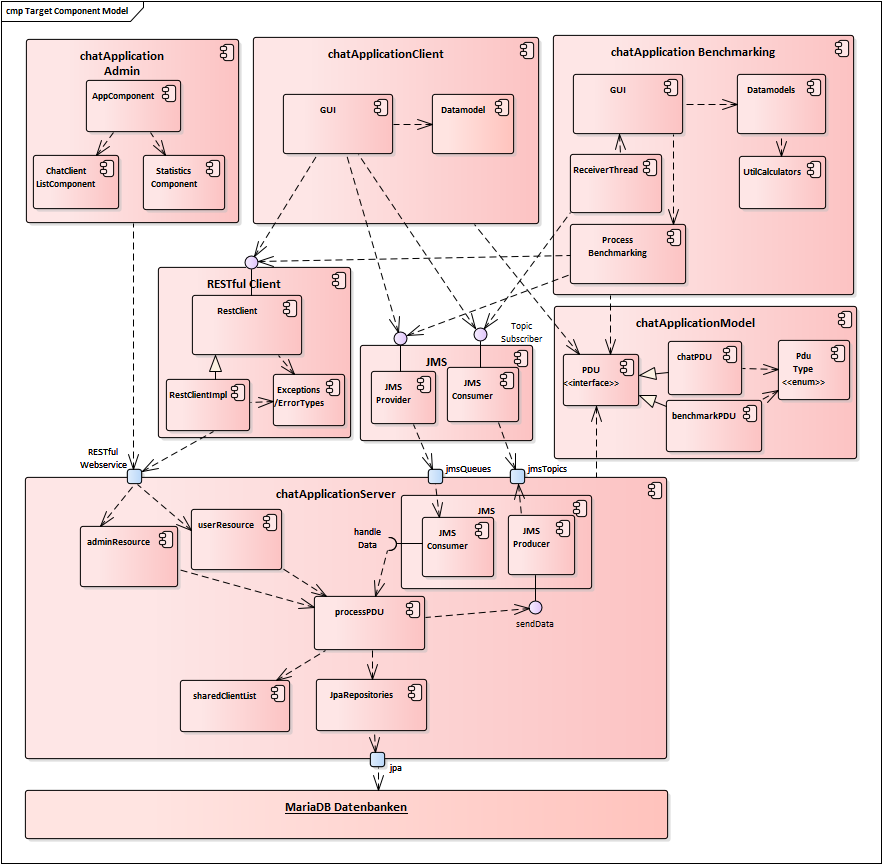 cmp Target Component Model
chatApplication
Admin
AppComponent
ChatClient
ListComponent
Statistics
Component
chatApplicationClient
GUI
Datamodel
chatApplication Benchmarking
GUI
Datamodels
ReceiverThread
UtilCalculators
Process
Benchmarking
RESTful Client
RestClient
RestClientImpl
Exceptions
/ErrorTypes
Topic
Subscriber
JMS
JMS
Provider
JMS
Consumer
chatApplicationModel
PDU
<<interface>>
chatPDU
Pdu
Type
<<enum>>
benchmarkPDU
RESTful
Webservice
jmsQueues
jmsTopics
chatApplicationServer
adminResource
userResource
handle
Data
JMS
JMS
Consumer
JMS
Producer
processPDU
sendData
sharedClientList
JpaRepositories
jpa
MariaDB Datenbanken